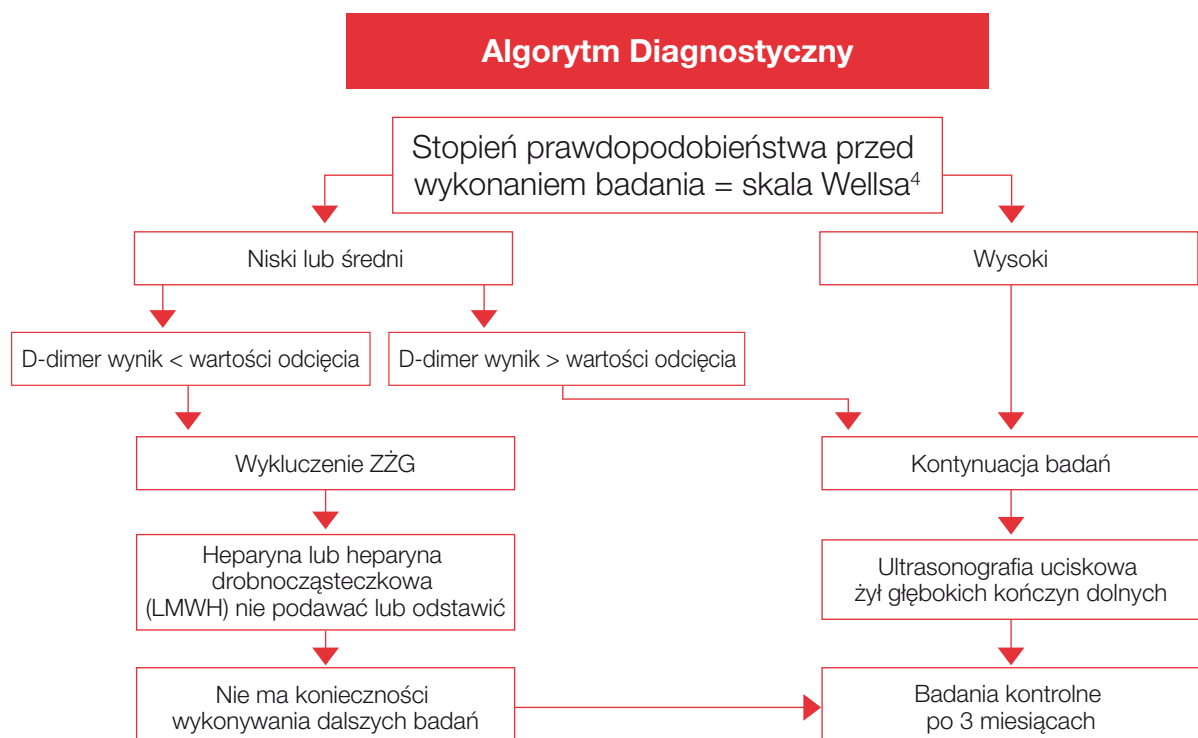 Algorytm Diagnostyczny
Stopień prawdopodobieństwa przed
wykonaniem badania = skala Wellsa⁴
Niski lub średni
Wysoki
D-dimer wynik < wartości odcięcia
D-dimer wynik > wartości odcięcia
Wykluczenie ZŻG
Kontynuacja badań
Heparyna lub heparyna
drobnocząsteczkowa
(LMWH) nie podawać lub odstawić
Ultrasonografia uciskowa
żył głębokich kończyn dolnych
Nie ma konieczności
wykonywania dalszych badań
Badania kontrolne
po 3 miesiącach